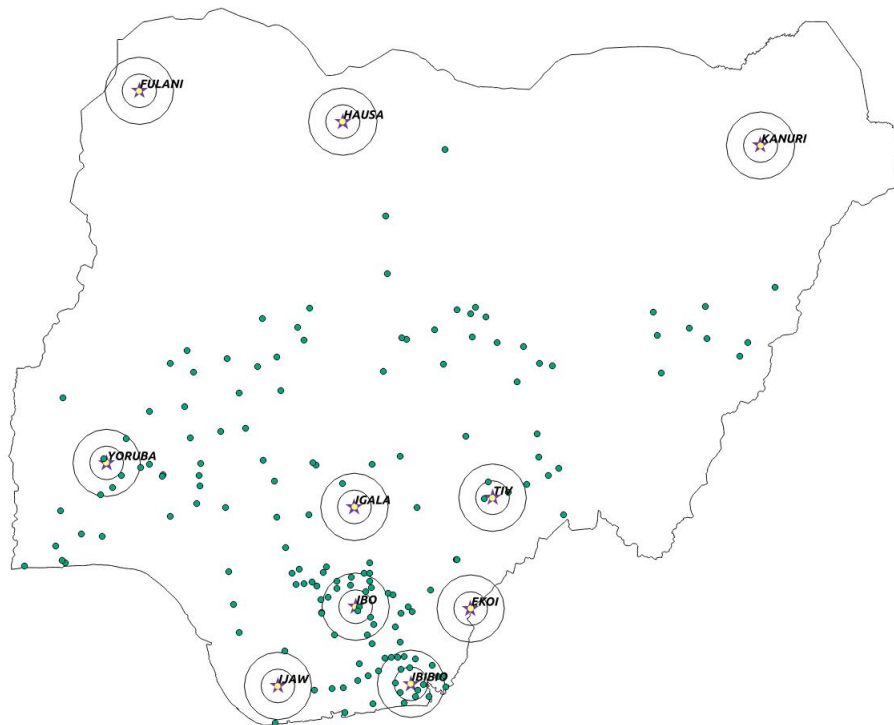 FULANI
HAUSA
KANURI
YORUBA
IGALA
TIV
IBO
EKOI
IJAW
IBIBIO